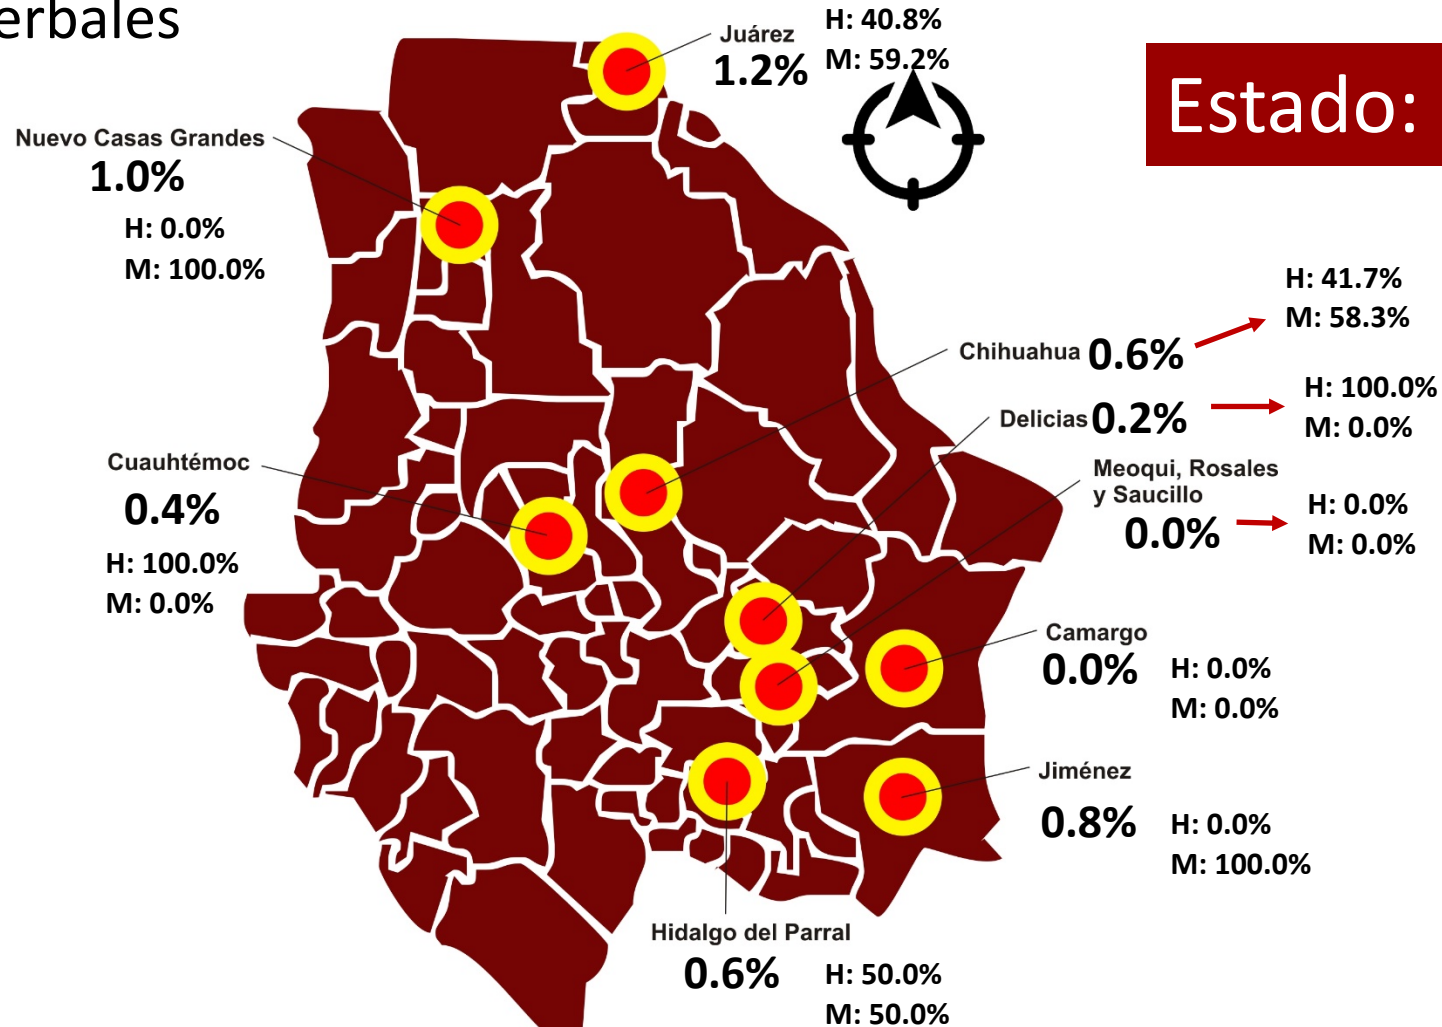 erbales
Juárez
1.2%
H: 40.8%
M: 59.2%
Estado:
Nuevo Casas Grandes
1.0%
H: 0.0%
M: 100.0%
Chihuahua 0.6%
H: 41.7%
M: 58.3%
Delicias 0.2%
H: 100.0%
M: 0.0%
Meoqui, Rosales
y Saucillo
0.0%
H: 0.0%
M: 0.0%
Cuauhtémoc
0.4%
H: 100.0%
M: 0.0%
Camargo
0.0%
H: 0.0%
M: 0.0%
Jiménez
0.8%
H: 0.0%
M: 100.0%
Hidalgo del Parral
0.6%
H: 50.0%
M: 50.0%